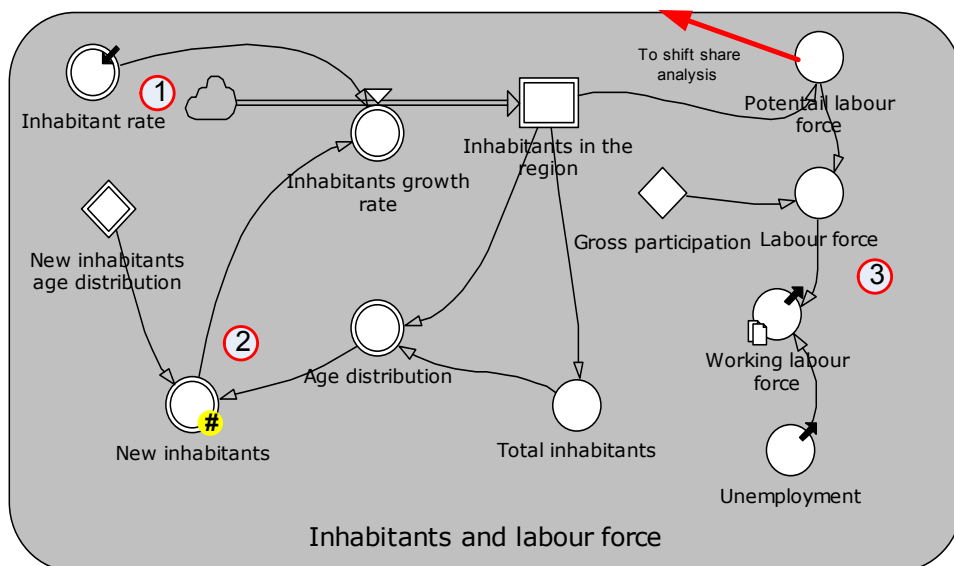 To shift share
analysis
1
Inhabitant rate
Potentail labour
force
Inhabitants in the
region
Inhabitants growth
rate
New inhabitants
age distribution
Gross participation
Labour force
3
2
Age distribution
Working labour
force
#
New inhabitants
Total inhabitants
Unemployment
Inhabitants and labour force